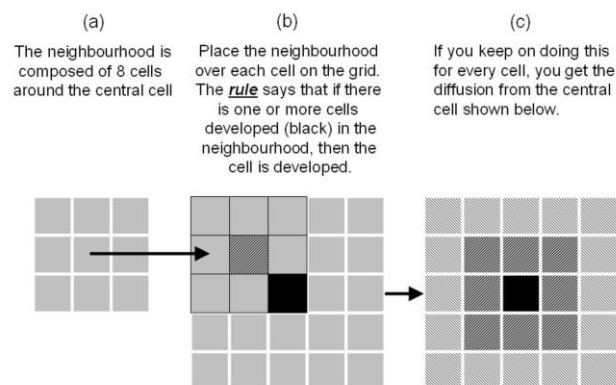 (a)
The neighbourhood is
composed of 8 cells
around the central cell
(b)
Place the neighbourhood
over each cell on the grid.
The rule says that if there
is one or more cells
developed (black) in the
neighbourhood, then the
cell is developed.
(c)
If you keep on doing this
for every cell, you get the
diffusion from the central
cell shown below.